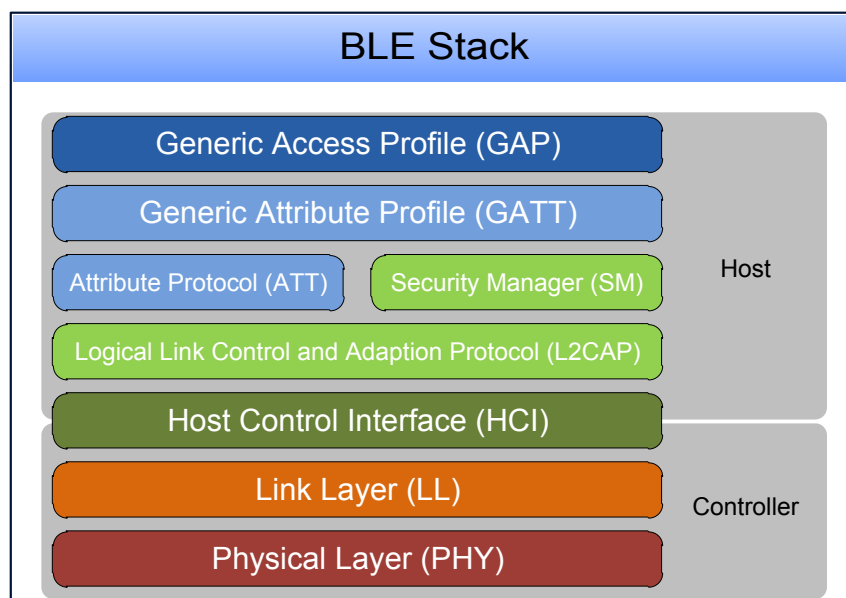 BLE Stack
Generic Access Profile (GAP)
Generic Attribute Profile (GATT)
Attribute Protocol (ATT)
Security Manager (SM)
Host
Logical Link Control and Adaption Protocol (L2CAP)
Host Control Interface (HCI)
Link Layer (LL)
Controller
Physical Layer (PHY)